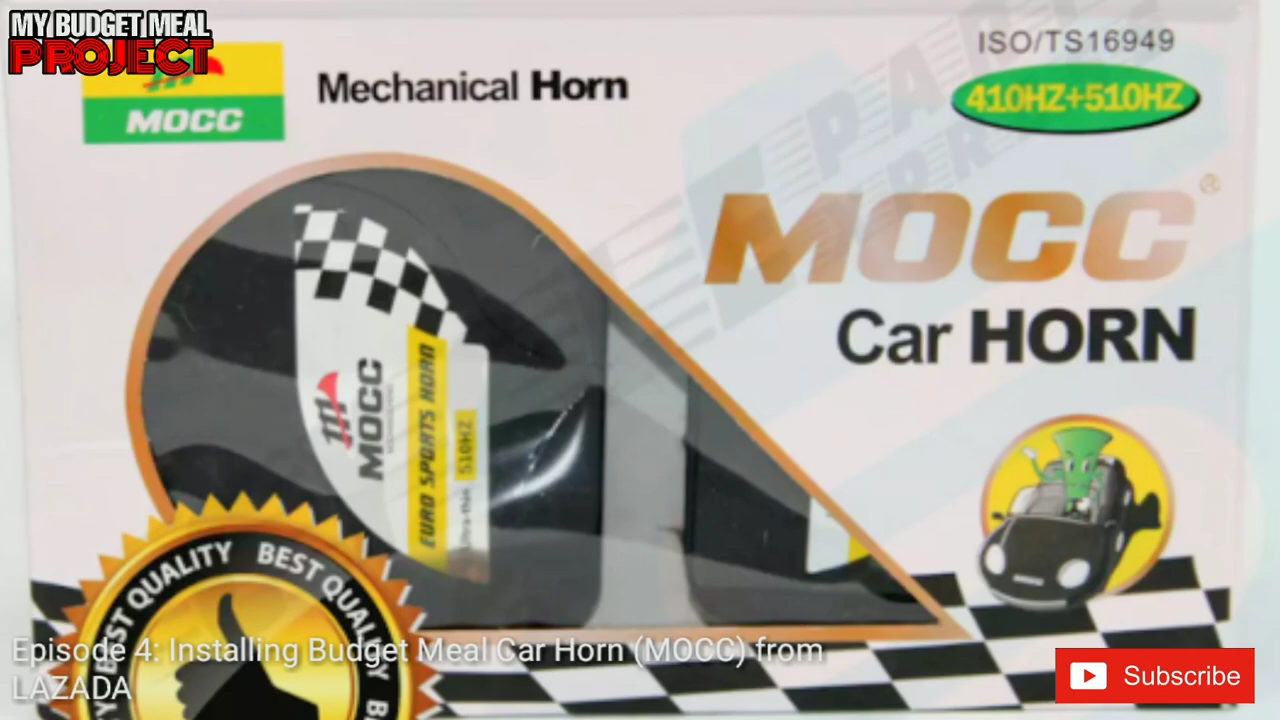 MY BUDGET MEAL
PROJECT
MOCC
Mechanical Horn
ISO/TS16949
410HZ+510HZ
MOCC®
Car HORN
MOCC
EURO SPORTS HORN
510HZ
BEST QUALITY BEST QUALITY
Episode 4: Installing Budget Meal Car Horn (MOCC) from
LAZADA
Subscribe